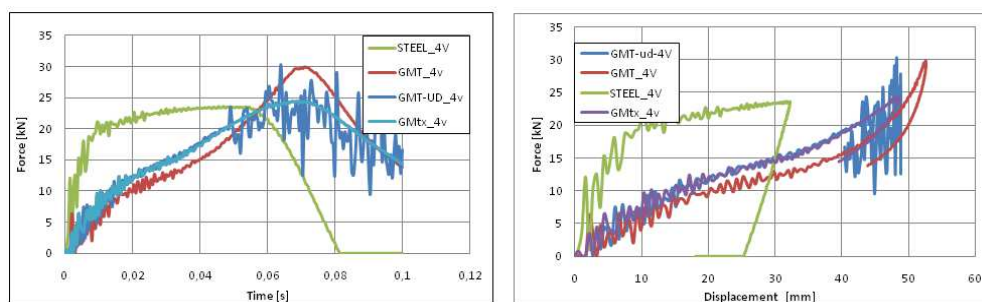 35
30
25
20
15
10
5
0
Force [kN]
0
0,02
0,04
0,06
0,08
0,1
0,12
Time [s]
STEEL_4V
GMT_4v
GMT-UD_4v
GMtx_4v
35
30
25
20
15
10
5
0
Force [kN]
0
10
20
30
40
50
60
Displacement [mm]
GMT-ud-4V
GMT_4V
STEEL_4V
GMtx_4v